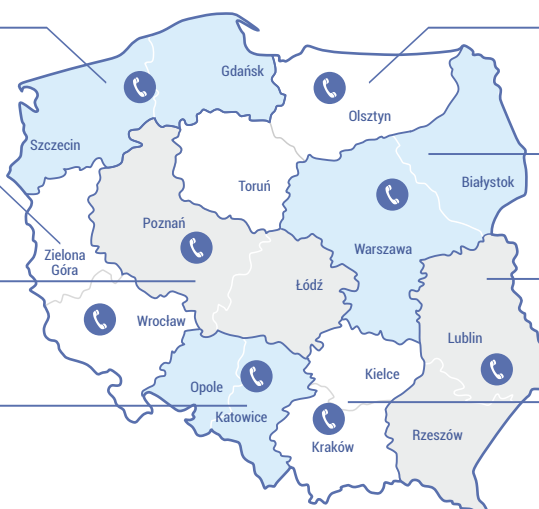 Gdańsk
Olsztyn
Szczecin
Toruń
Białystok
Poznań
Warszawa
Zielona
Góra
Łódź
Wrocław
Lublin
Kielce
Opole
Katowice
Rzeszów
Kraków